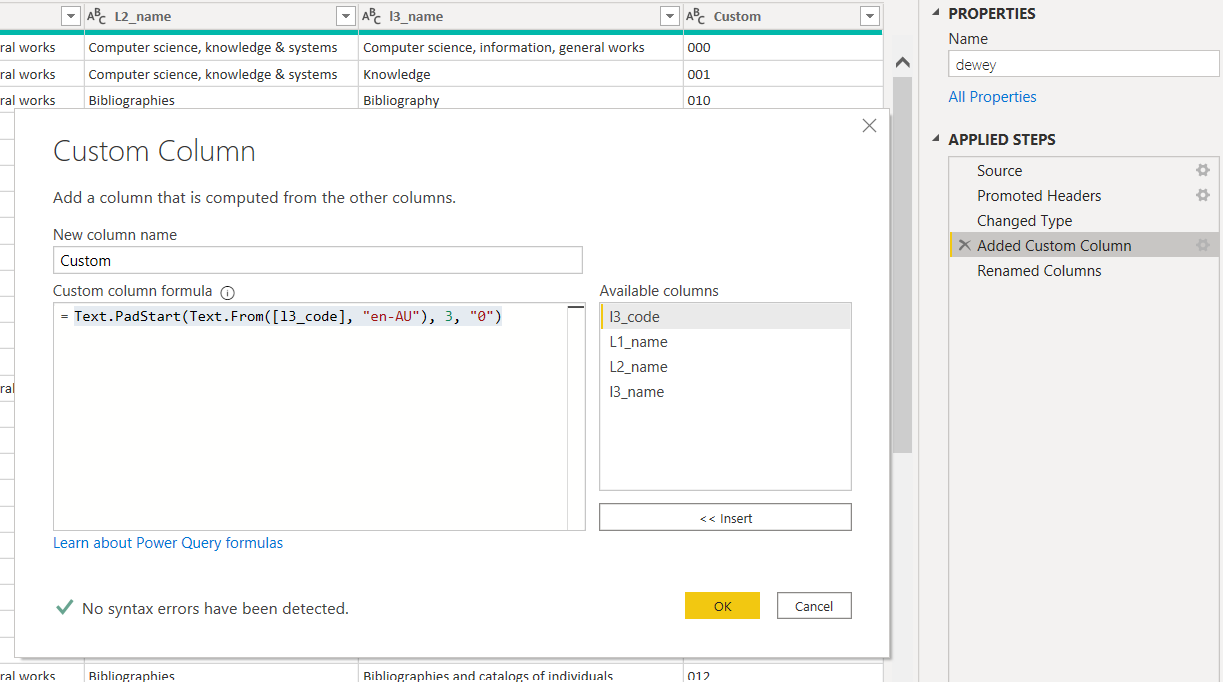 ABC L2_name ABC l3_name ABC Custom
ral works Computer science, knowledge & systems Computer science, information, general works 000
ral works Computer science, knowledge & systems Knowledge 001
ral works Bibliographies Bibliography 010
Custom Column
Add a column that is computed from the other columns.
New column name
Custom
Custom column formula
= Text.PadStart(Text.From([l3_code], "en-AU"), 3, "0")
Available columns
l3_code
L1_name
L2_name
l3_name
<< Insert
Learn about Power Query formulas
No syntax errors have been detected.
OK Cancel
ral
ral works Bibliographies Bibliographies and catalogs of individuals 012
PROPERTIES
Name
dewey
All Properties
APPLIED STEPS
Source
Promoted Headers
Changed Type
Added Custom Column
Renamed Columns